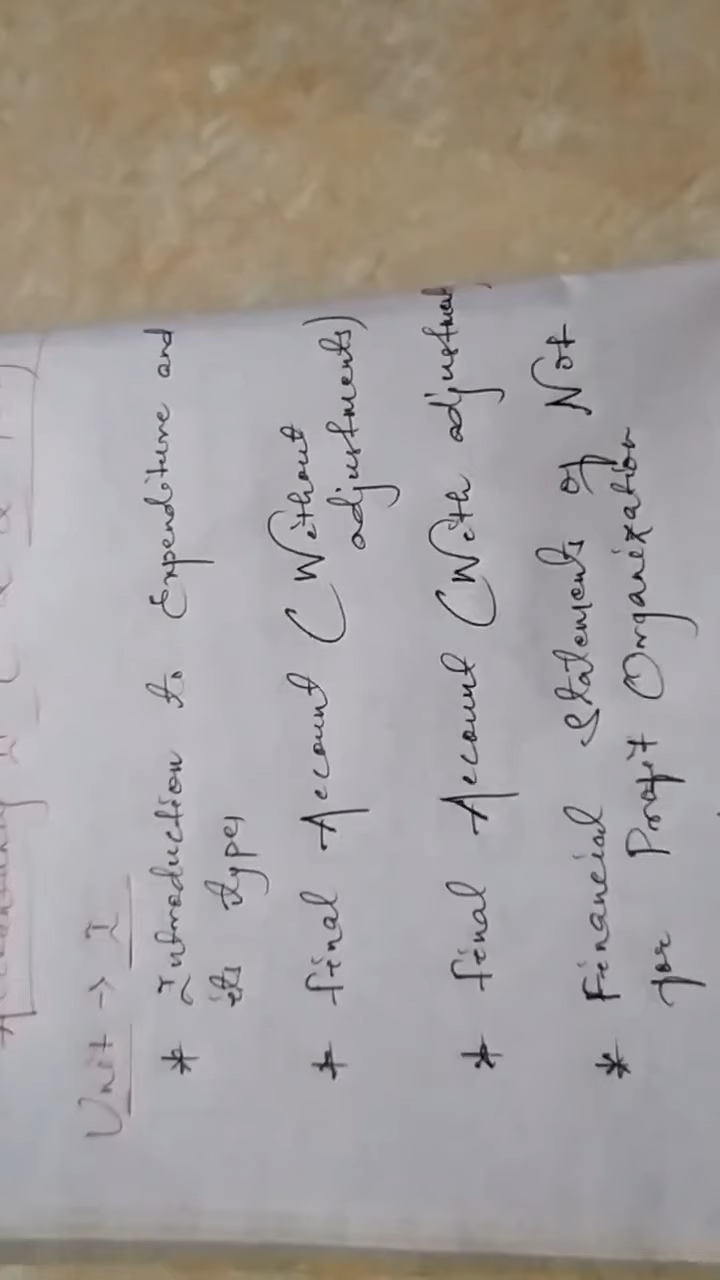 Unit → I
* Introduction to Expenditure and
its types
* final Account (Without
adjustments)
* final Account (With
* Financial Statements of Not
for Profit Organization